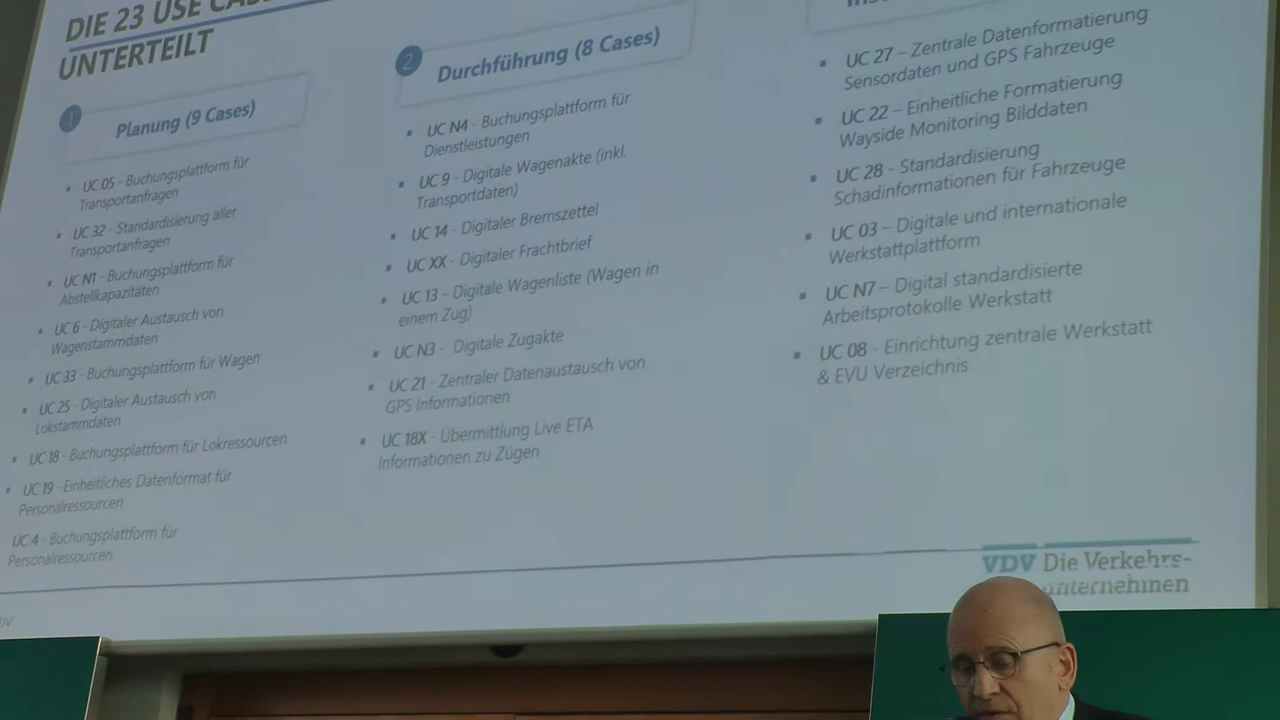 DIE 23 USE
UNTERTEILT
1
Planung (9 Cases)
UC 05 - Buchungsplattform für
Transportanfragen
UC 32 - Standardisierung aller
Transportanfragen
UC N1 - Buchungsplattform für
Abstellkapazitäten
UC 6 - Digitaler Austausch von
Wagenstammdaten
UC 33 - Buchungsplattform für Wagen
UC 25 - Digitaler Austausch von
Lokstammdaten
UC 18 - Buchungsplattform für Lokressourcen
UC 19 - Einheitliches Datenformat für
Personalressourcen
UC 4 - Buchungsplattform für
Personalressourcen
2
Durchführung (8 Cases)
UC N4 - Buchungsplattform für
Dienstleistungen
UC 9 - Digitale Wagenakte (inkl.
Transportdaten)
UC 14 - Digitaler Bremszettel
UC XX - Digitaler Frachtbrief
UC 13 – Digitale Wagenliste (Wagen in
einem Zug)
UC N3 - Digitale Zugakte
UC 21 - Zentraler Datenaustausch von
GPS Informationen
UC 18X - Übermittlung Live ETA
Informationen zu Zügen
UC 27 – Zentrale Datenformatierung
Sensordaten und GPS Fahrzeuge
UC 22 – Einheitliche Formatierung
Wayside Monitoring Bilddaten
UC 28 - Standardisierung
Schadinformationen für Fahrzeuge
UC 03 – Digitale und internationale
Werkstattplattform
UC N7 – Digital standardisierte
Arbeitsprotokolle Werkstatt
UC 08 - Einrichtung zentrale Werkstatt
& EVU Verzeichnis
VDV Die Verkehrs-
unternehmen